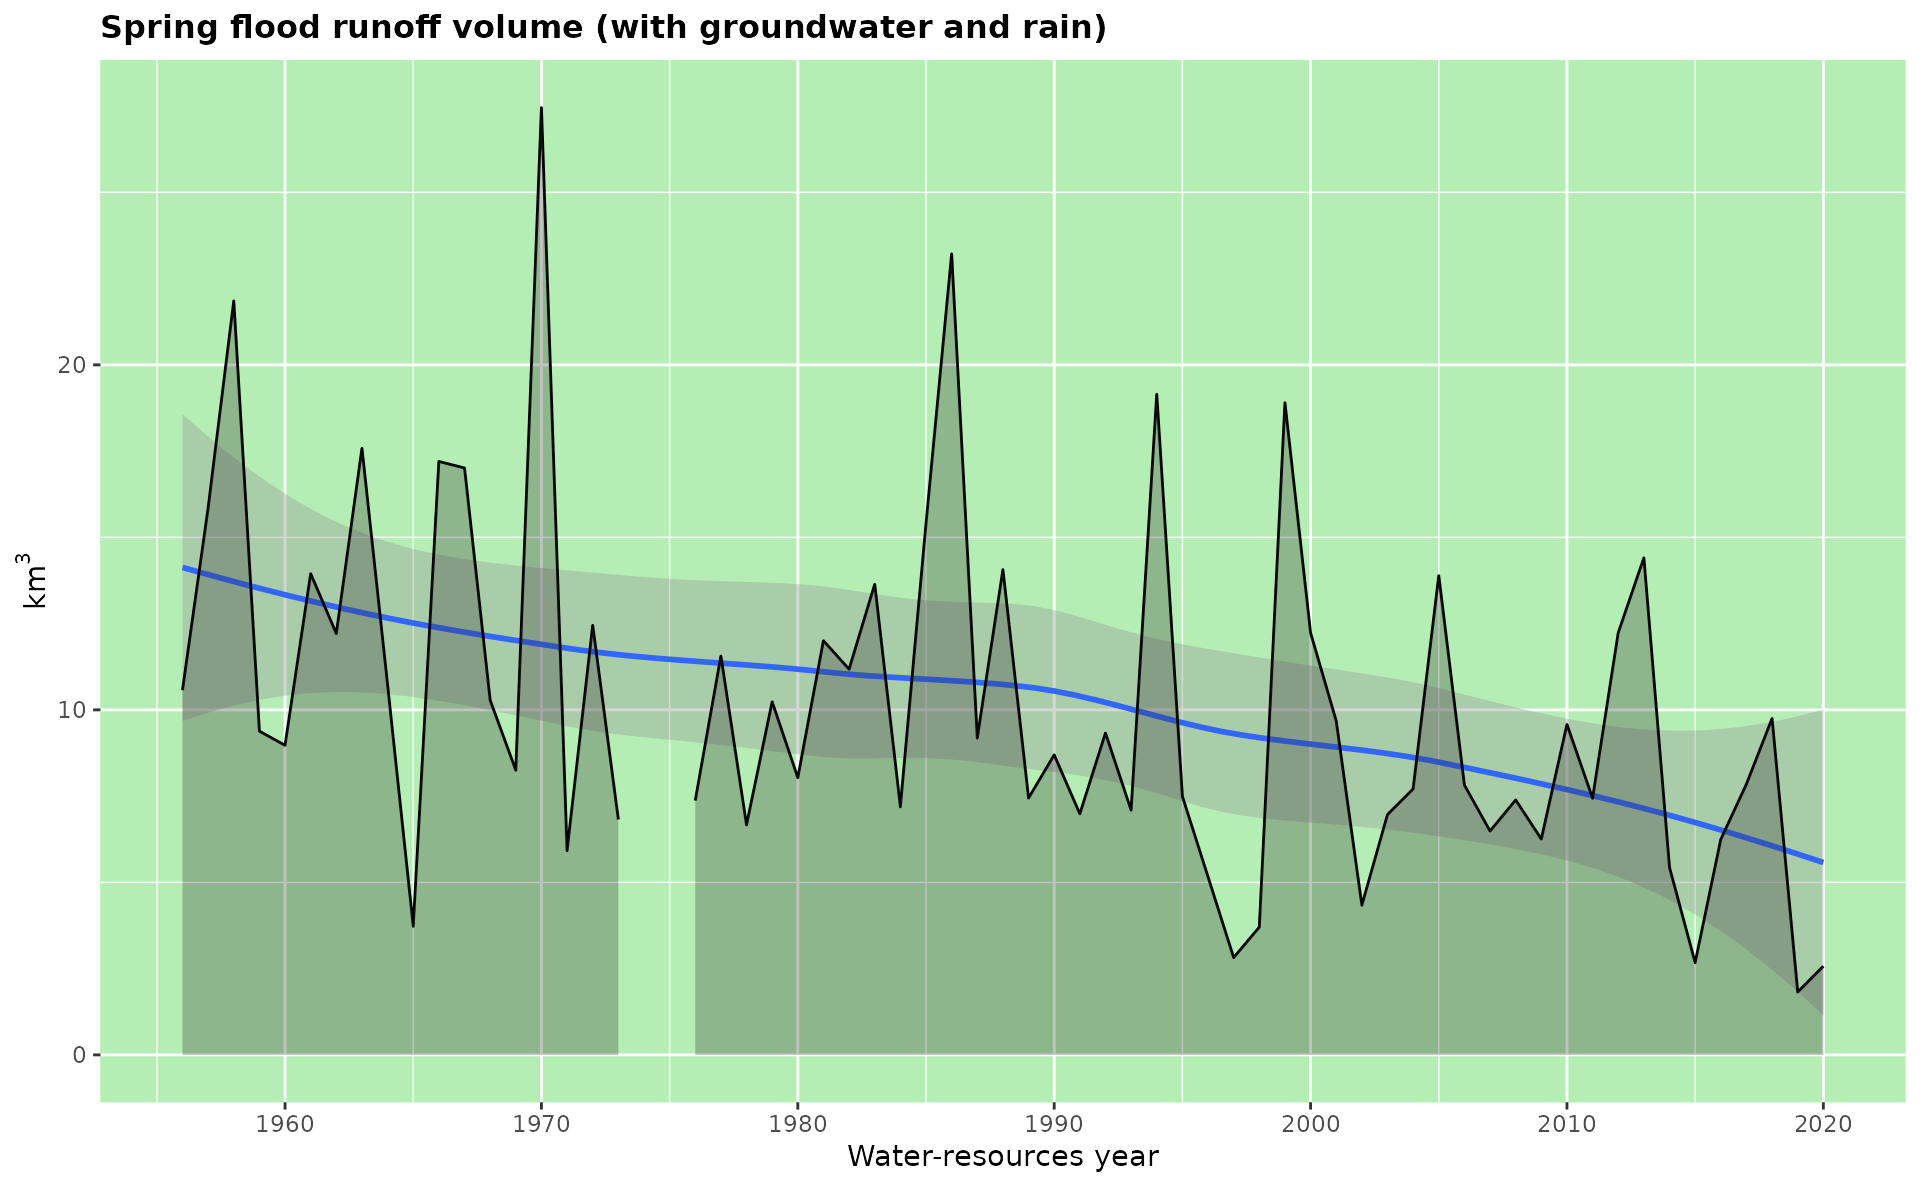 Spring flood runoff volume (with groundwater and rain)
km³
20
10
0
1960 1970 1980 1990 2000 2010 2020
Water-resources year